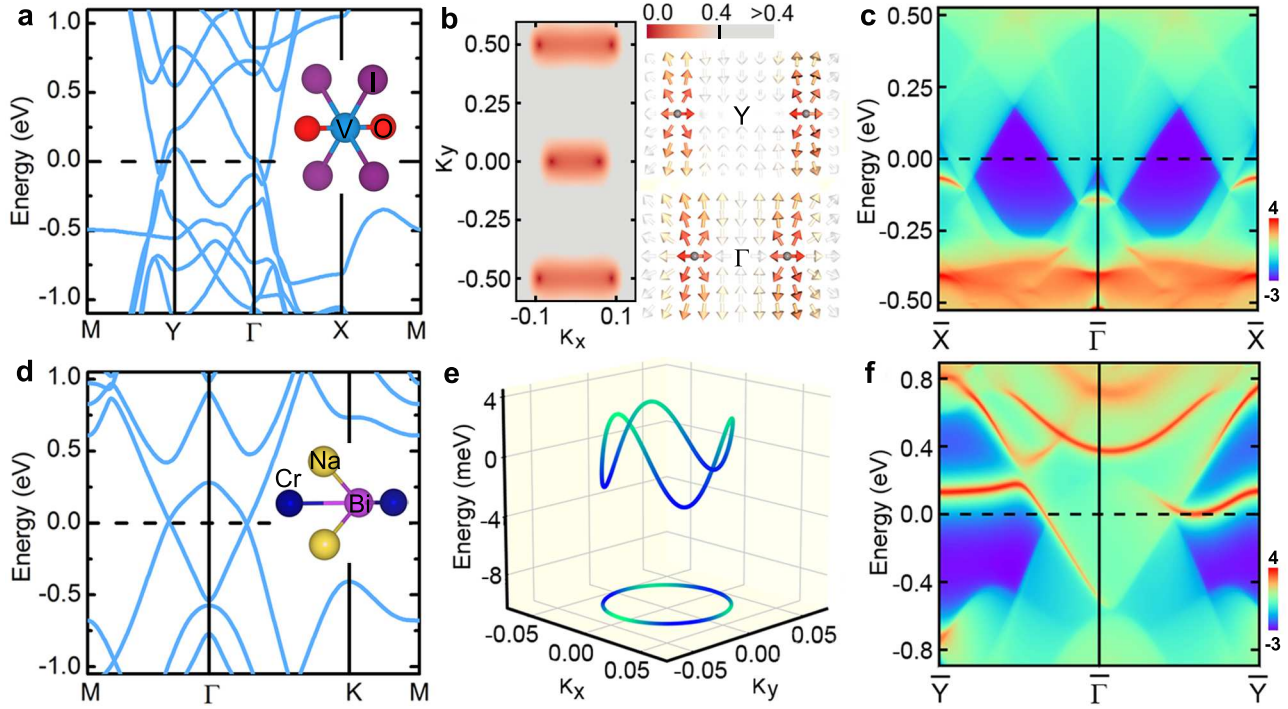 a
Energy (eV)
1.0
0.5
0.0
-0.5
-1.0
M Y Γ X M
I
V O
b
0.0 0.4 >0.4
Ky
0.50
0.25
0.00
-0.25
-0.50
-0.1 0.1
Kx
Y
Γ
c
Energy (eV)
0.50
0.25
0.00
-0.25
-0.50
X̅ Γ̅ X̅
4
-3
d
Energy (eV)
1.0
0.5
0.0
-0.5
-1.0
M Γ K M
Na
Cr
Bi
e
Energy (meV)
4
0
-4
-8
-0.05 0.00 0.05
Kx
-0.05 0.00 0.05
Ky
f
Energy (eV)
0.8
0.4
0.0
-0.4
-0.8
Y̅ Γ̅ Y̅
4
-3